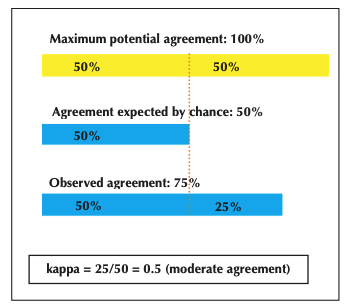 Maximum potential agreement: 100%
50% 50%
Agreement expected by chance: 50%
50%
Observed agreement: 75%
50% 25%
kappa = 25/50 = 0.5 (moderate agreement)